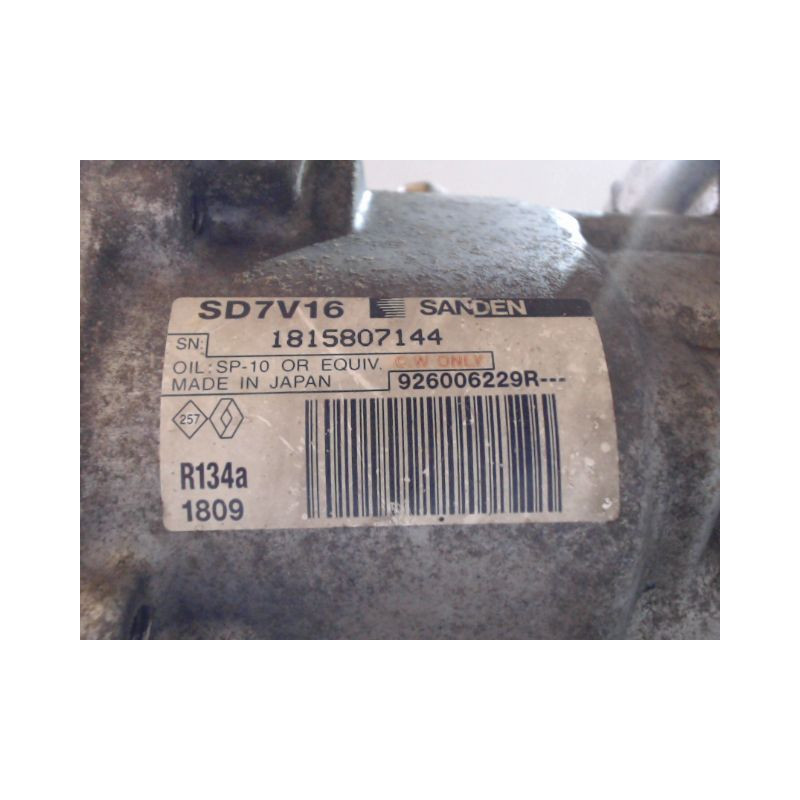 SD7V16 SANDEN
SN: 1815807144
OIL: SP-10 OR EQUIV. C.W ONLY
MADE IN JAPAN 926006229R---
257
R134a
1809